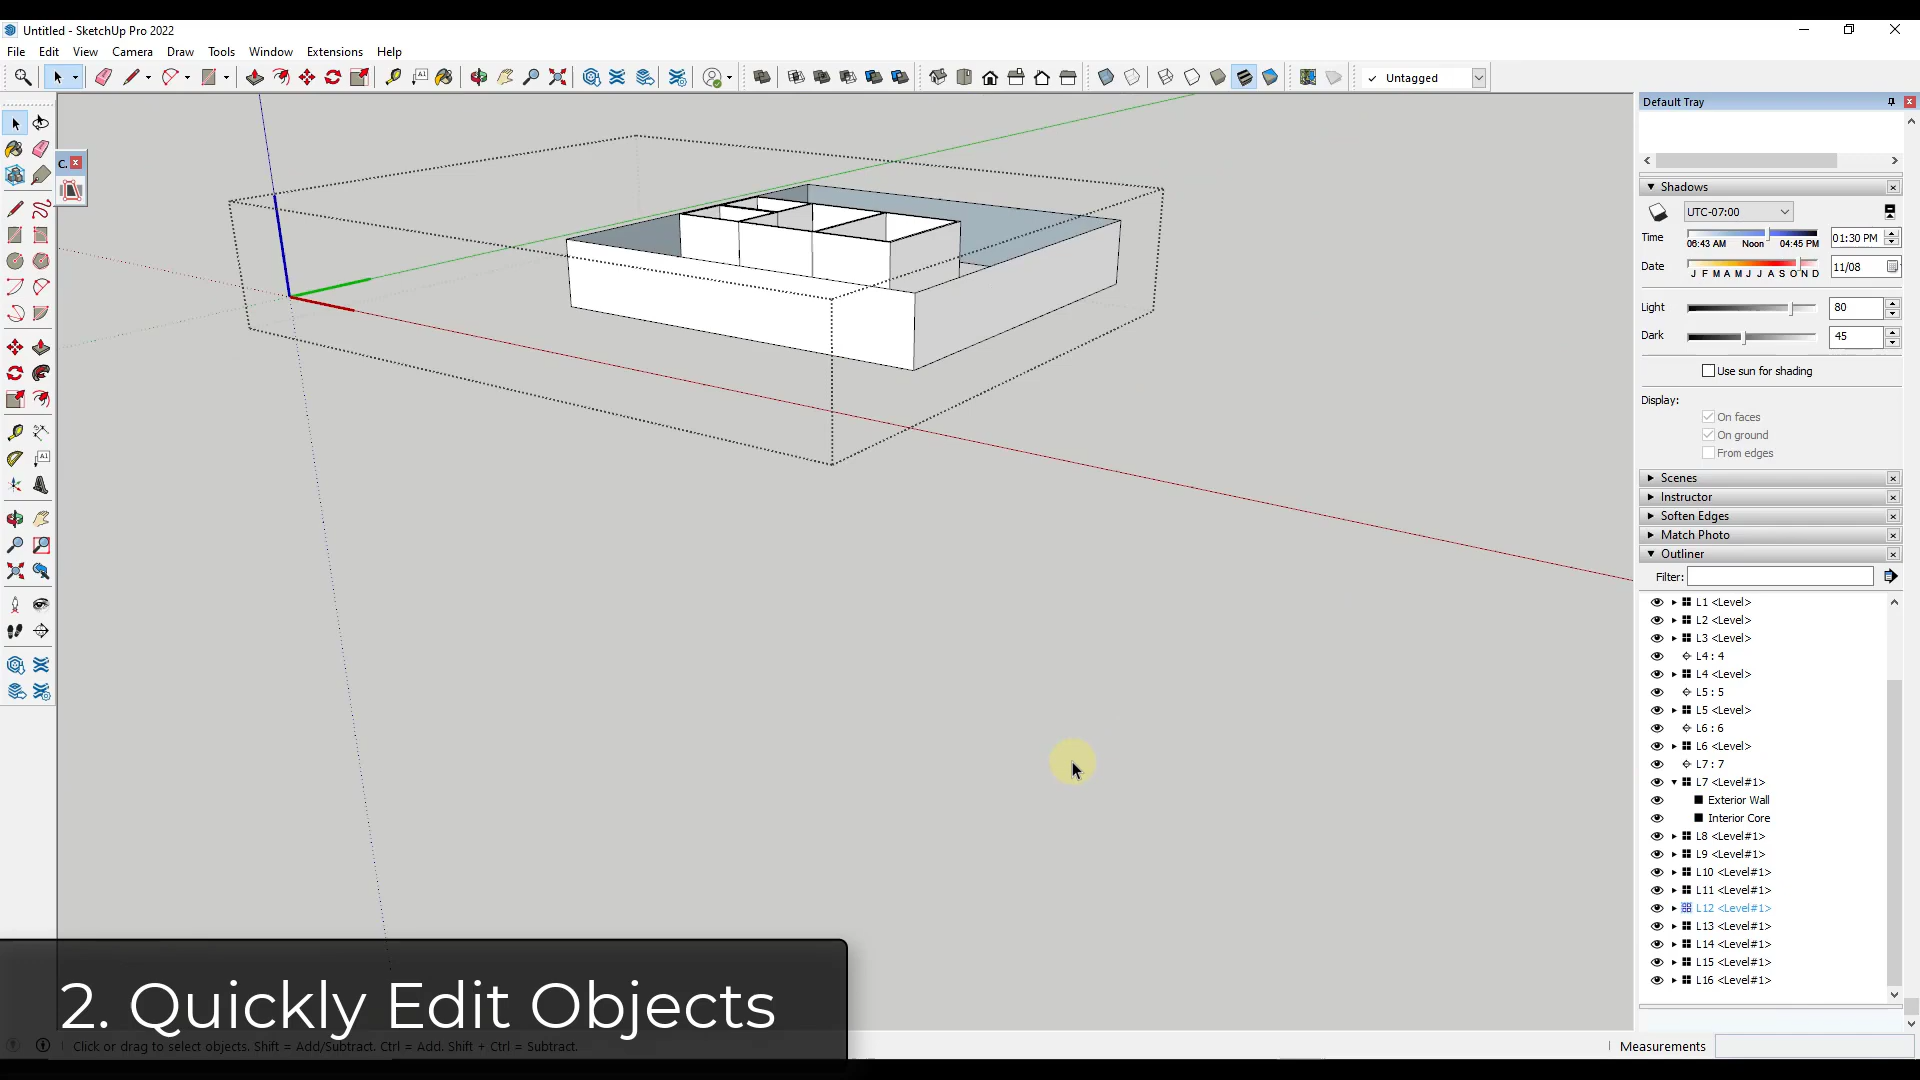 Untitled - SketchUp Pro 2022
File Edit View Camera Draw Tools Window Extensions Help
Untagged
Default Tray
C.
Shadows
UTC-07:00
Time
06:43 AM Noon 04:45 PM
01:30 PM
Date
J F M A M J J A S O N D
11/08
Light
80
Dark
45
Use sun for shading
Display:
On faces
On ground
From edges
Scenes
Instructor
Soften Edges
Match Photo
Outliner
Filter:
L1 <Level>
L2 <Level>
L3 <Level>
L4 : 4
L4 <Level>
L5 : 5
L5 <Level>
L6 : 6
L6 <Level>
L7 : 7
L7 <Level#1>
Exterior Wall
Interior Core
L8 <Level#1>
L9 <Level#1>
L10 <Level#1>
L11 <Level#1>
L12 <Level#1>
L13 <Level#1>
L14 <Level#1>
L15 <Level#1>
L16 <Level#1>
2. Quickly Edit Objects
Click or drag to select objects. Shift = Add/Subtract. Ctrl = Add. Shift + Ctrl = Subtract.
Measurements